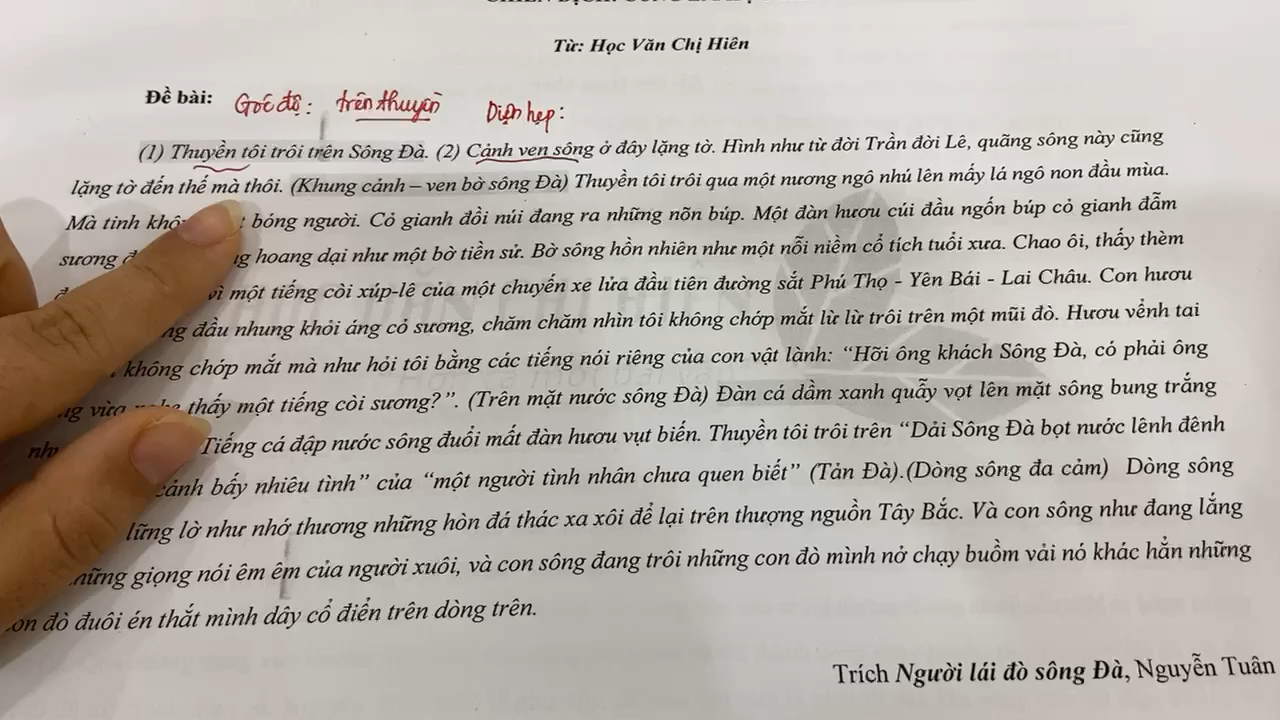 Từ: Học Văn Chị Hiên
Đề bài: Góc độ: trên thuyền Diện hẹp:
(1) Thuyền tôi trôi trên Sông Đà. (2) Cảnh ven sông ở đây lặng tờ. Hình như từ đời Trần đời Lê, quãng sông này cũng
lặng tờ đến thế mà thôi. (Khung cảnh – ven bờ sông Đà) Thuyền tôi trôi qua một nương ngô nhú lên mấy lá ngô non đầu mùa.
Mà tịnh bóng người. Cỏ gianh đồi núi đang ra những nõn búp. Một đàn hươu cúi đầu ngốn búp cỏ gianh đẫm
sương hoang dại như một bờ tiền sử. Bờ sông hồn nhiên như một nỗi niềm cổ tích tuổi xưa. Chao ôi, thấy thèm
vì một tiếng còi xúp-lê của một chuyến xe lửa đầu tiên đường sắt Phú Thọ - Yên Bái - Lai Châu. Con hươu
đầu nhung khỏi áng cỏ sương, chăm chăm nhìn tôi không chớp mắt lừ lừ trôi trên một mũi đò. Hươu vểnh tai
không chớp mắt mà như hỏi tôi bằng các tiếng nói riêng của con vật lành: “Hỡi ông khách Sông Đà, có phải ông
vừa thấy một tiếng còi sương?”. (Trên mặt nước sông Đà) Đàn cá dầm xanh quẫy vọt lên mặt sông bung trắng
Tiếng cá đập nước sông đuổi mất đàn hươu vụt biến. Thuyền tôi trôi trên “Dải Sông Đà bọt nước lênh đênh
cảnh bấy nhiêu tình” của “một người tình nhân chưa quen biết” (Tản Đà).(Dòng sông đa cảm) Dòng sông
lững lờ như nhớ thương những hòn đá thác xa xôi để lại trên thượng nguồn Tây Bắc. Và con sông như đang lắng
những giọng nói êm êm của người xuôi, và con sông đang trôi những con đò mình nở chạy buồm vải nó khác hẳn những
con đò đuôi én thắt mình dây cổ điển trên dòng trên.
Trích Người lái đò sông Đà, Nguyễn Tuân